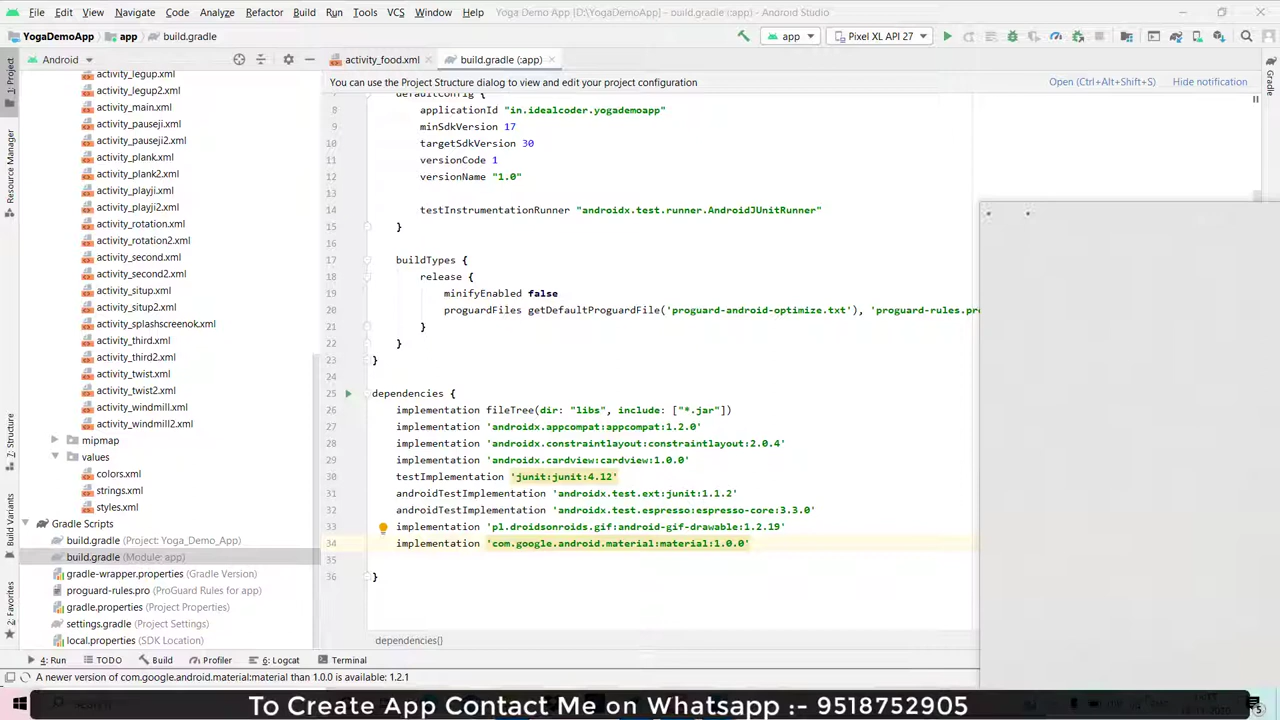 File Edit View Navigate Code Analyze Refactor Build Run Tools VCS Window Help Yoga Demo App [D:\YogaDemoApp] - build.gradle (:app) - Android Studio
YogaDemoApp app build.gradle app Pixel XL API 27
Android activity_food.xml build.gradle (:app)
You can use the Project Structure dialog to view and edit your project configuration Open (Ctrl+Alt+Shift+S) Hide notification
1: Project
Resource Manager
7: Structure
Build Variants
2: Favorites
Gradle
activity_legup.xml
activity_legup2.xml
activity_main.xml
activity_pauseji.xml
activity_pauseji2.xml
activity_plank.xml
activity_plank2.xml
activity_playji.xml
activity_playji2.xml
activity_rotation.xml
activity_rotation2.xml
activity_second.xml
activity_second2.xml
activity_situp.xml
activity_situp2.xml
activity_splashscreenok.xml
activity_third.xml
activity_third2.xml
activity_twist.xml
activity_twist2.xml
activity_windmill.xml
activity_windmill2.xml
mipmap
values
colors.xml
strings.xml
styles.xml
Gradle Scripts
build.gradle (Project: Yoga_Demo_App)
build.gradle (Module: app)
gradle-wrapper.properties (Gradle Version)
proguard-rules.pro (ProGuard Rules for app)
gradle.properties (Project Properties)
settings.gradle (Project Settings)
local.properties (SDK Location)
defaultConfig {
8 applicationId "in.idealcoder.yogademoapp"
9 minSdkVersion 17
10 targetSdkVersion 30
11 versionCode 1
12 versionName "1.0"
13
14 testInstrumentationRunner "androidx.test.runner.AndroidJUnitRunner"
15 }
16
17 buildTypes {
18 release {
19 minifyEnabled false
20 proguardFiles getDefaultProguardFile('proguard-android-optimize.txt'), 'proguard-rules.pro
21 }
22 }
23 }
24
25 dependencies {
26 implementation fileTree(dir: "libs", include: ["*.jar"])
27 implementation 'androidx.appcompat:appcompat:1.2.0'
28 implementation 'androidx.constraintlayout:constraintlayout:2.0.4'
29 implementation 'androidx.cardview:cardview:1.0.0'
30 testImplementation 'junit:junit:4.12'
31 androidTestImplementation 'androidx.test.ext:junit:1.1.2'
32 androidTestImplementation 'androidx.test.espresso:espresso-core:3.3.0'
33 implementation 'pl.droidsonroids.gif:android-gif-drawable:1.2.19'
34 implementation 'com.google.android.material:material:1.0.0'
35
36 }
dependencies{}
4: Run TODO Build Profiler 6: Logcat Terminal
A newer version of com.google.android.material:material than 1.0.0 is available: 1.2.1
To Create App Contact Me on Whatsapp :- 9518752905
5